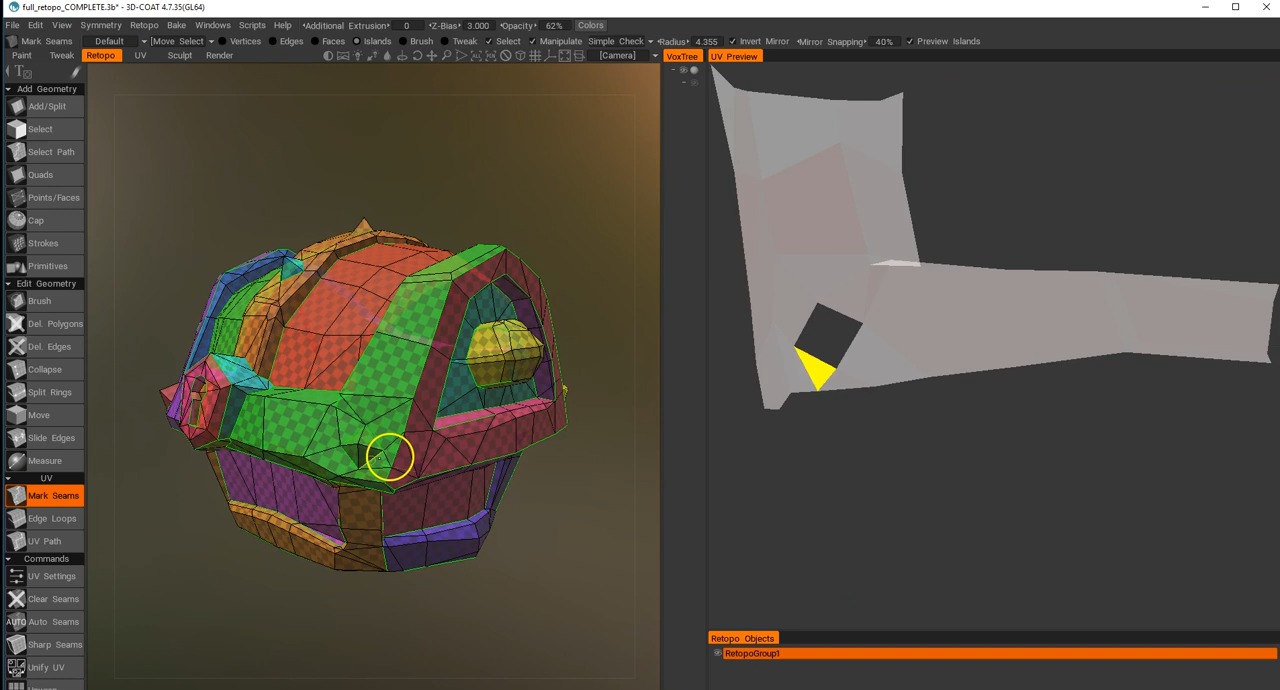 full_retopo_COMPLETE.3b* - 3D-COAT 4.7.35(GL64)
File Edit View Symmetry Retopo Bake Windows Scripts Help •Additional Extrusion• 0 •Z-Bias• 3.000 •Opacity• 62% Colors
Mark Seams Default [Move Select Vertices Edges Faces Islands Brush Tweak Select Manipulate Simple Check •Radius• 4.355 Invert Mirror •Mirror Snapping• 40% Preview Islands
Paint Tweak Retopo UV Sculpt Render [Camera] VoxTree UV Preview
Add Geometry
Add/Split
Select
Select Path
Quads
Points/Faces
Cap
Strokes
Primitives
Edit Geometry
Brush
Del. Polygons
Del. Edges
Collapse
Split Rings
Move
Slide Edges
Measure
UV
Mark Seams
Edge Loops
UV Path
Commands
UV Settings
Clear Seams
AUTO Auto Seams
Sharp Seams
Unify UV
Retopo Objects
RetopoGroup1